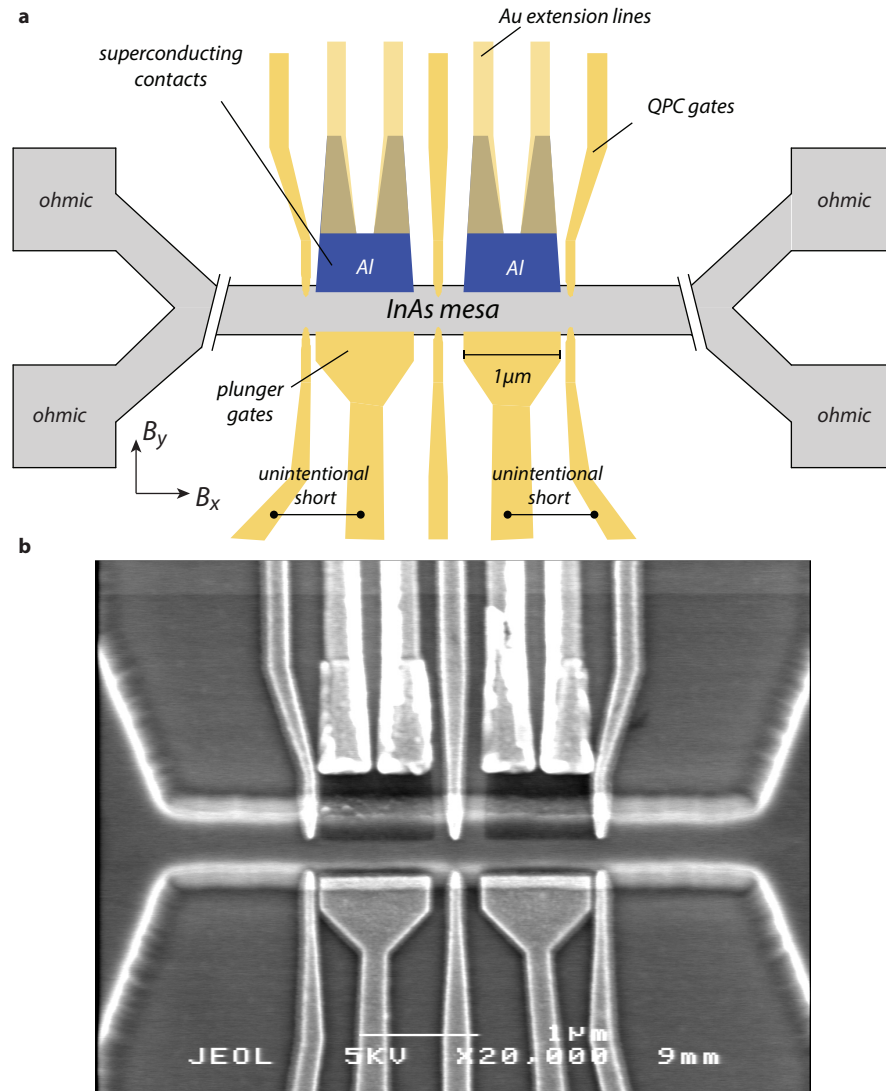 a
Au extension lines
superconducting
contacts
QPC gates
ohmic
ohmic
Al
Al
InAs mesa
1μm
plunger
gates
ohmic
ohmic
By
Bx
unintentional
short
unintentional
short
b
1μm
JEOL 5KV X20,000 9mm